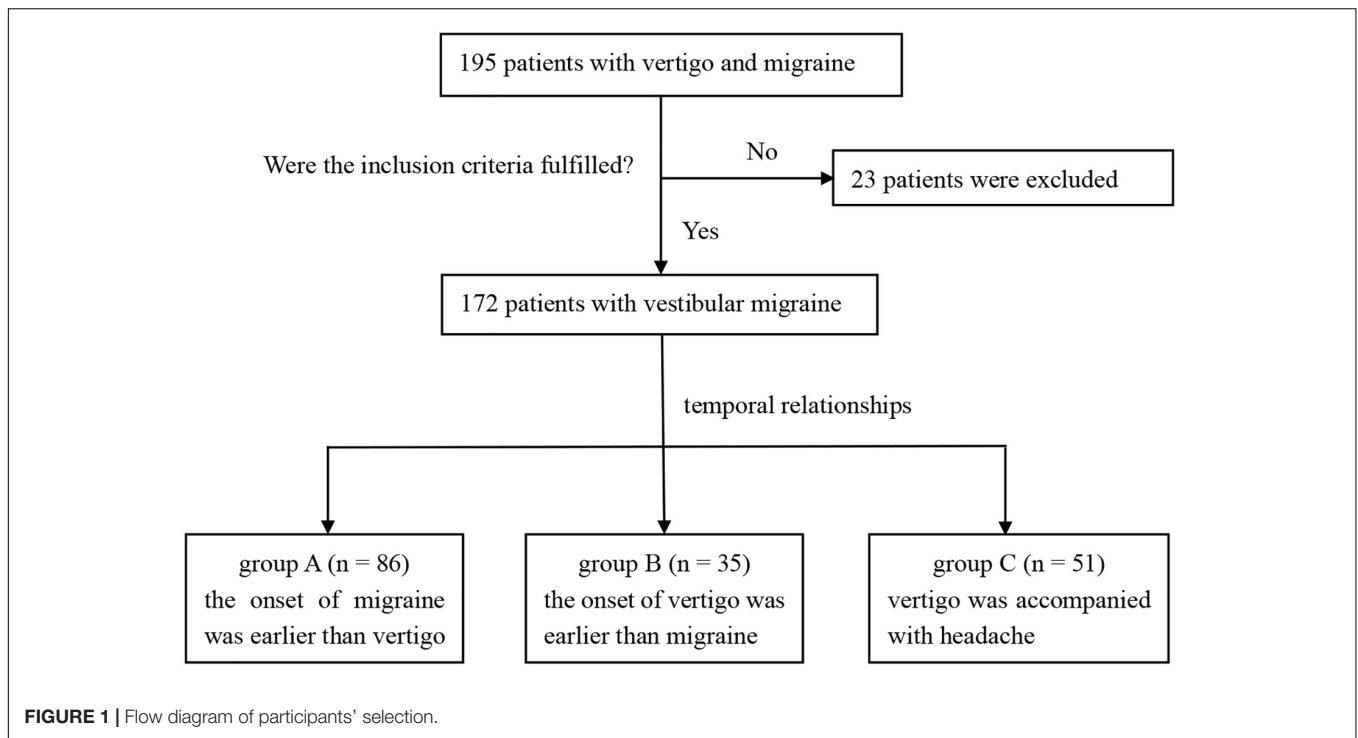 195 patients with vertigo and migraine
Were the inclusion criteria fulfilled?
No
23 patients were excluded
Yes
172 patients with vestibular migraine
temporal relationships
group A (n = 86)
the onset of migraine
was earlier than vertigo
group B (n = 35)
the onset of vertigo was
earlier than migraine
group C (n = 51)
vertigo was accompanied
with headache
FIGURE 1 | Flow diagram of participants’ selection.